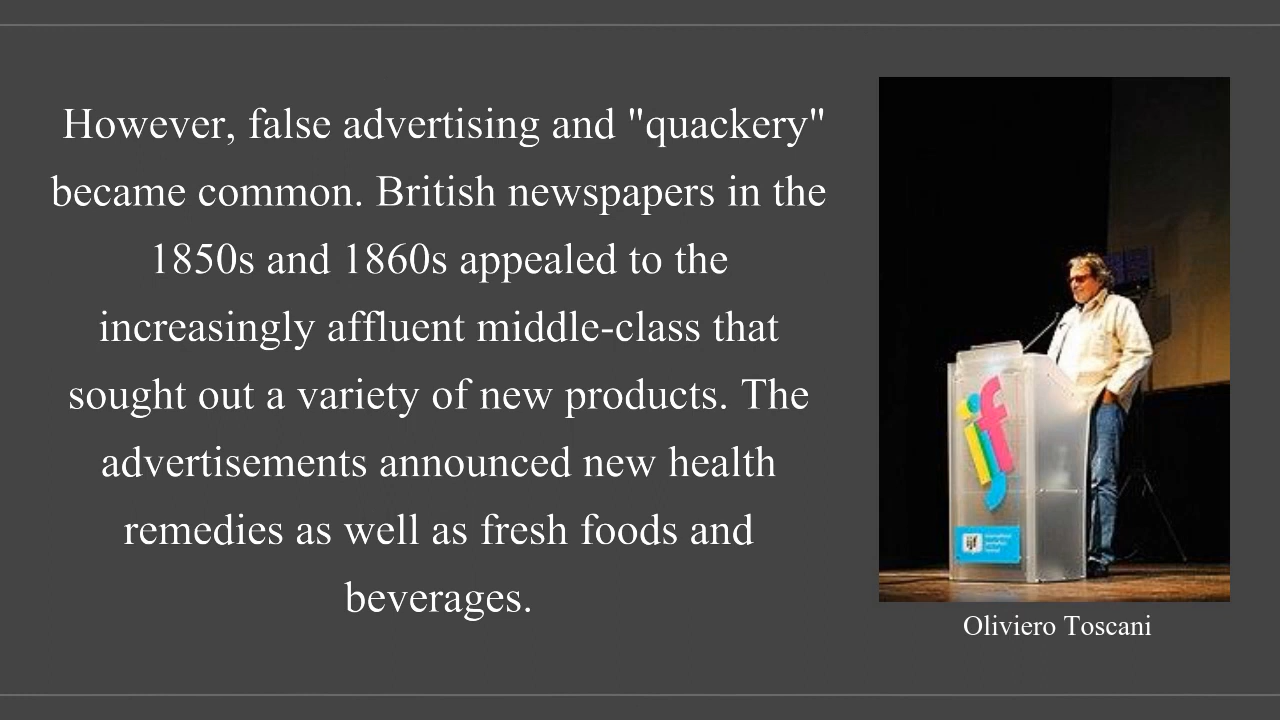 However, false advertising and "quackery"
became common. British newspapers in the
1850s and 1860s appealed to the
increasingly affluent middle-class that
sought out a variety of new products. The
advertisements announced new health
remedies as well as fresh foods and
beverages.
ijf
Oliviero Toscani